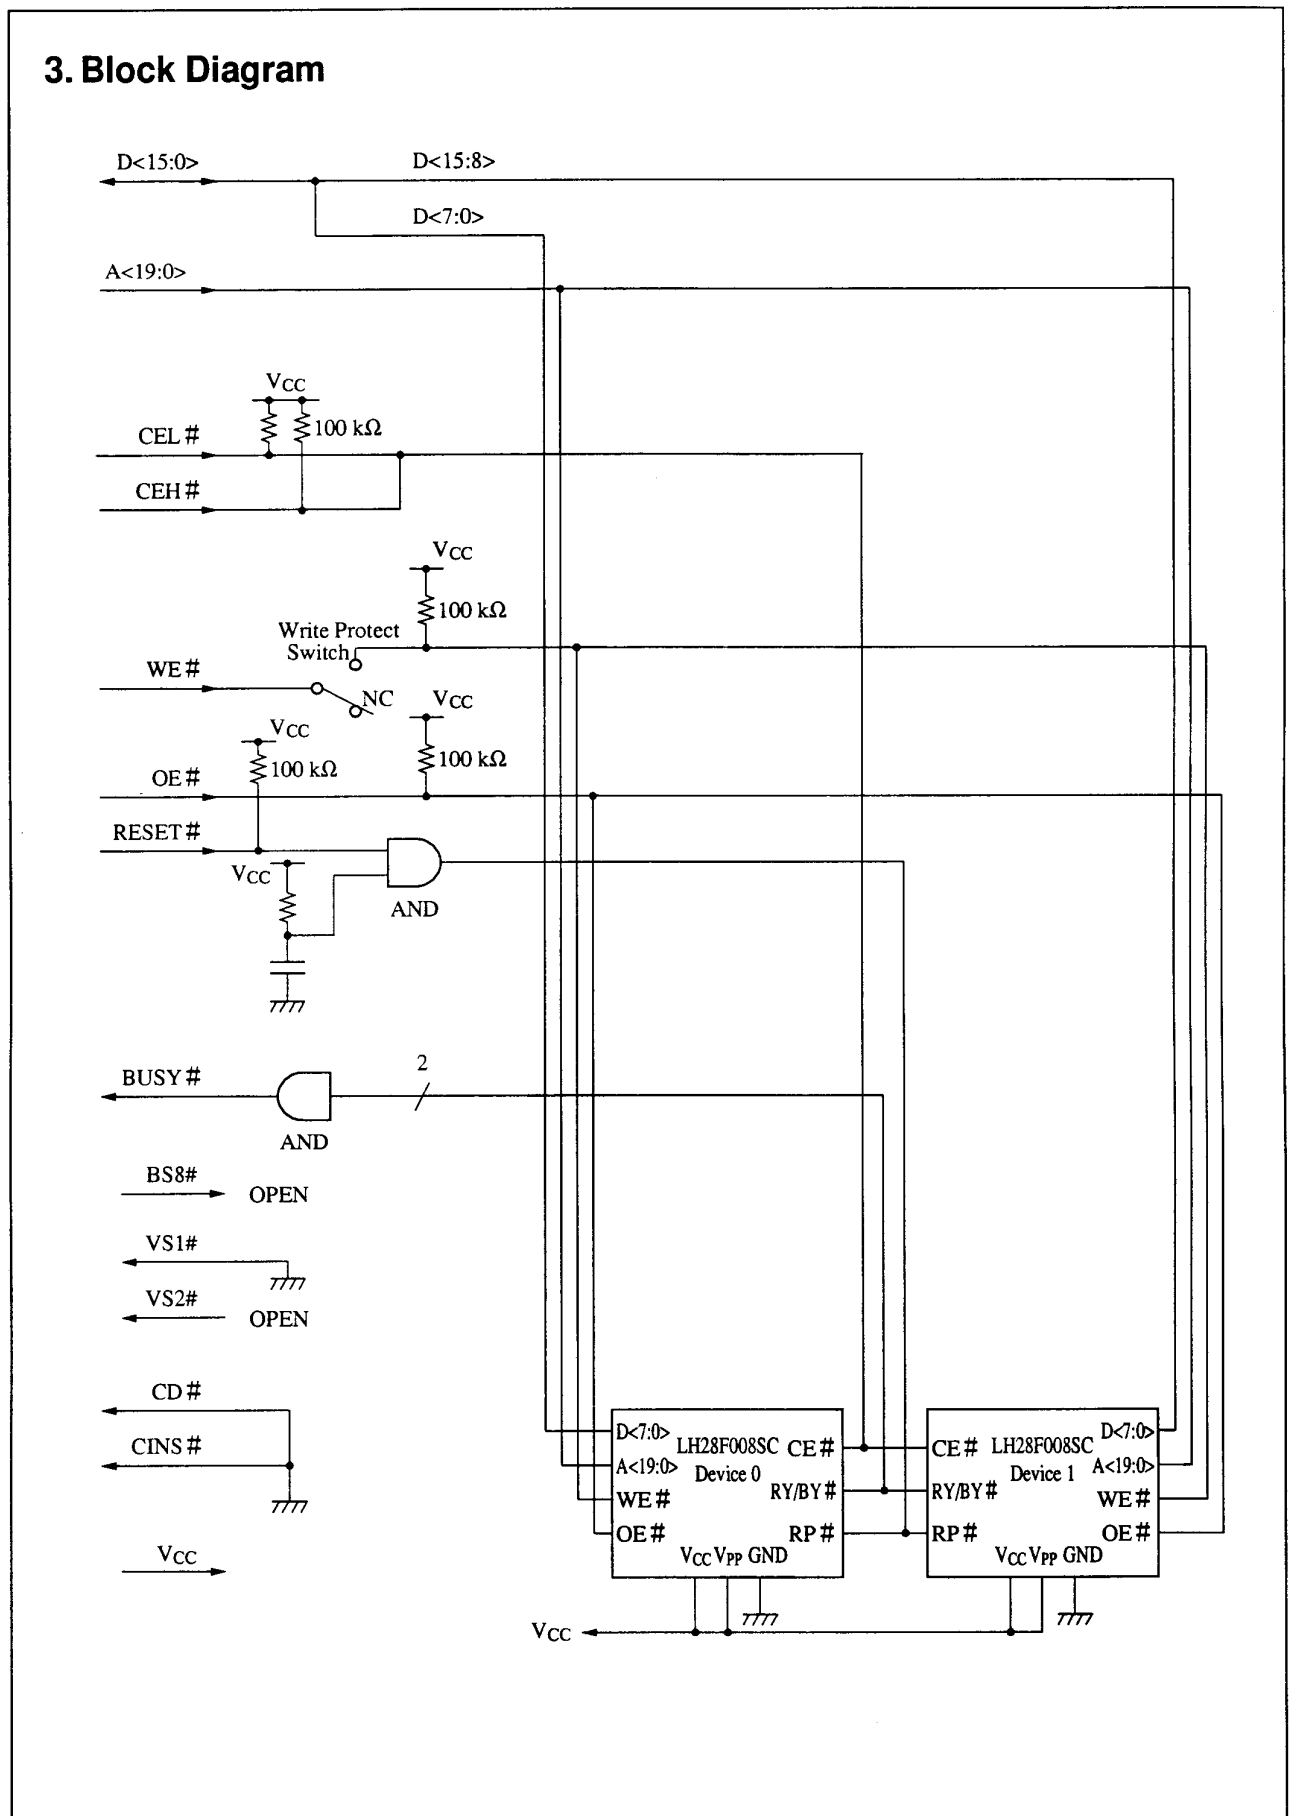 3. Block Diagram
D<15:0>
D<15:8>
D<7:0>
A<19:0>
VCC
100 kΩ
CEL#
CEH#
VCC
100 kΩ
Write Protect
Switch
WE#
NC
VCC
VCC
100 kΩ
100 kΩ
OE#
RESET#
VCC
AND
2
BUSY#
AND
BS8#
OPEN
VS1#
VS2#
OPEN
CD#
CINS#
VCC
D<7:0>
LH28F008SC
CE#
A<19:0>
Device 0
RY/BY#
WE#
OE#
RP#
VCC VPP GND
CE#
LH28F008SC
D<7:0>
Device 1
A<19:0>
RY/BY#
WE#
RP#
OE#
VCC VPP GND
VCC